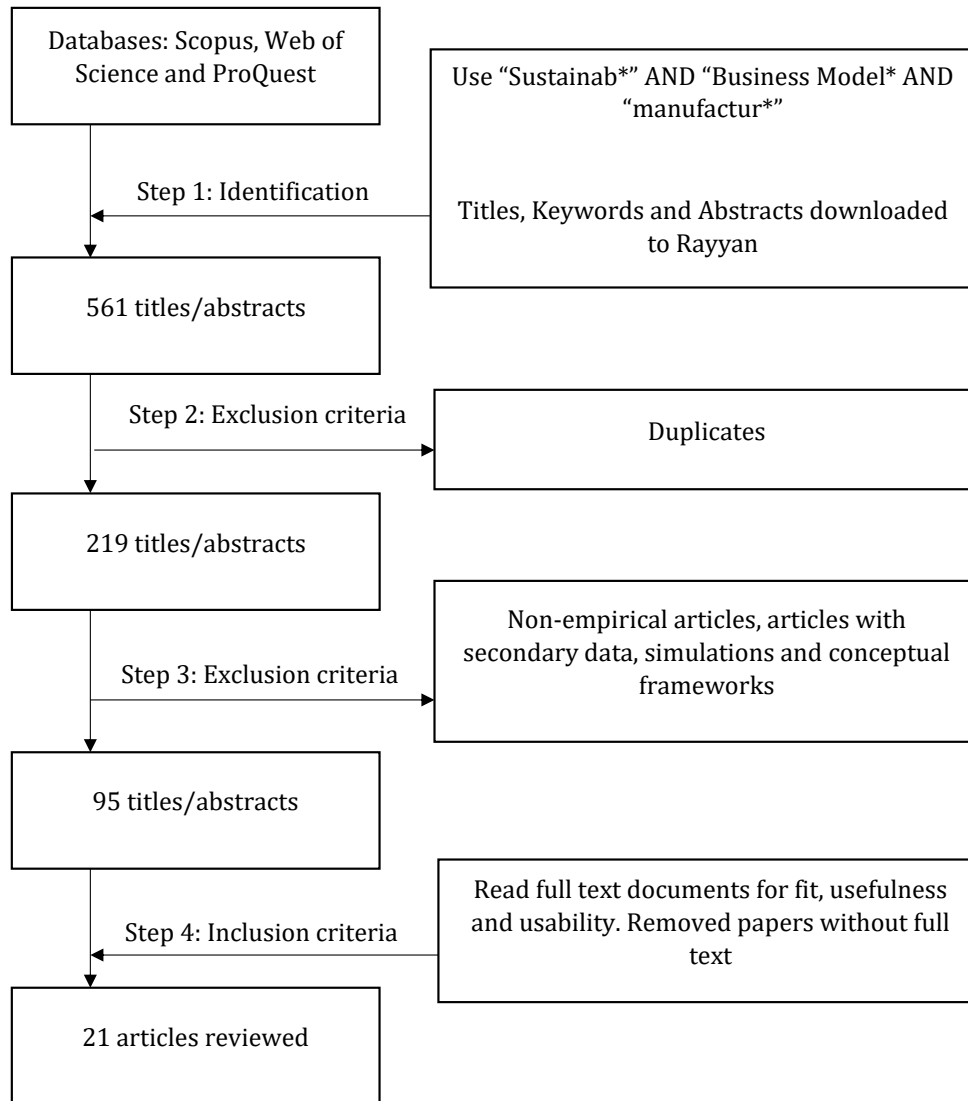 Databases: Scopus, Web of
Science and ProQuest
Use “Sustainab*” AND “Business Model* AND
“manufactur*”
Step 1: Identification
Titles, Keywords and Abstracts downloaded
to Rayyan
561 titles/abstracts
Step 2: Exclusion criteria
Duplicates
219 titles/abstracts
Non-empirical articles, articles with
secondary data, simulations and conceptual
frameworks
Step 3: Exclusion criteria
95 titles/abstracts
Read full text documents for fit, usefulness
and usability. Removed papers without full
text
Step 4: Inclusion criteria
21 articles reviewed